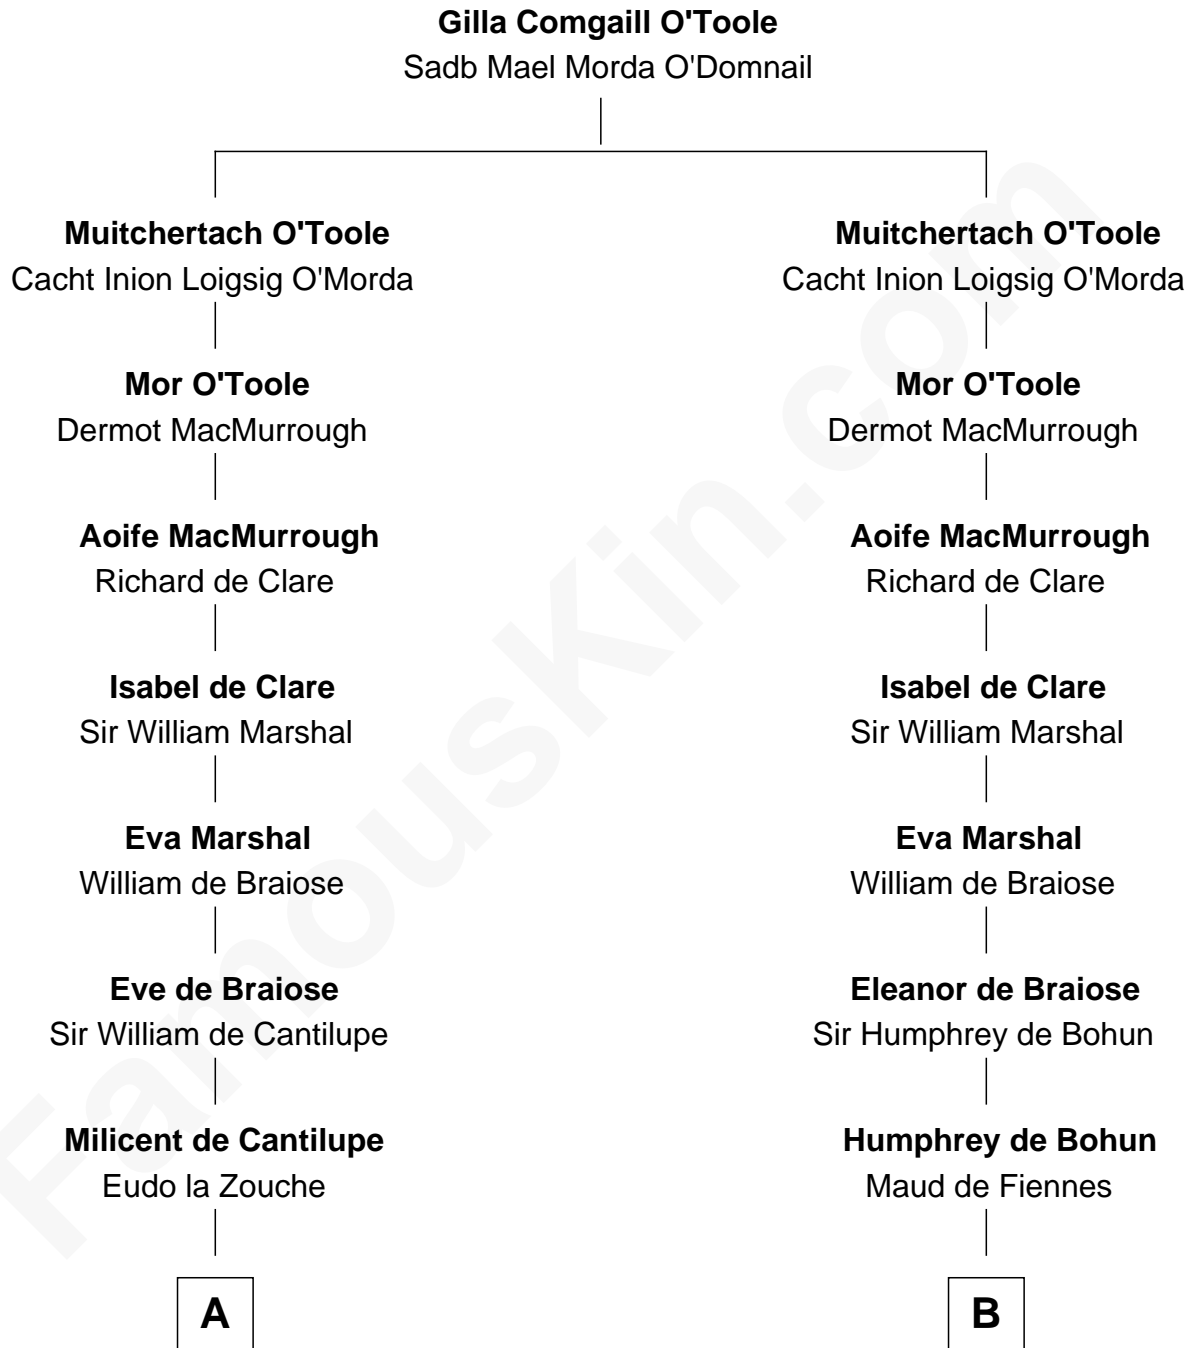 Gilla Comgaill O'Toole
Sadb Mael Morda O'Domnail
Muitchertach O'Toole
Cacht Inion Loigsig O'Morda
Mor O'Toole
Dermot MacMurrough
Aoife MacMurrough
Richard de Clare
Isabel de Clare
Sir William Marshal
Eva Marshal
William de Braiose
Eve de Braiose
Sir William de Cantilupe
Milicent de Cantilupe
Eudo la Zouche
A
Muitchertach O'Toole
Cacht Inion Loigsig O'Morda
Mor O'Toole
Dermot MacMurrough
Aoife MacMurrough
Richard de Clare
Isabel de Clare
Sir William Marshal
Eva Marshal
William de Braiose
Eleanor de Braiose
Sir Humphrey de Bohun
Humphrey de Bohun
Maud de Fiennes
B
FamousKin.com